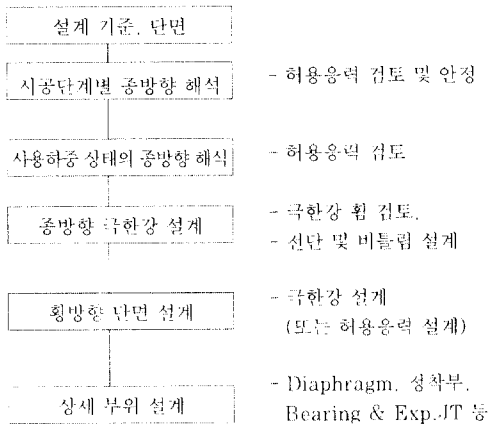 설계 기준, 단면
시공단계별 종방향 해석
- 허용응력 검토 및 안정
사용하중 상태의 종방향 해석
- 허용응력 검토
종방향 극한강 설계
- 극한강 휨 검토,
- 전단 및 비틀림 설계
횡방향 단면 설계
- 극한강 설계
(또는 허용응력 설계)
상세 부위 설계
- Diaphragm, 정착부,
Bearing & Exp.JT 등